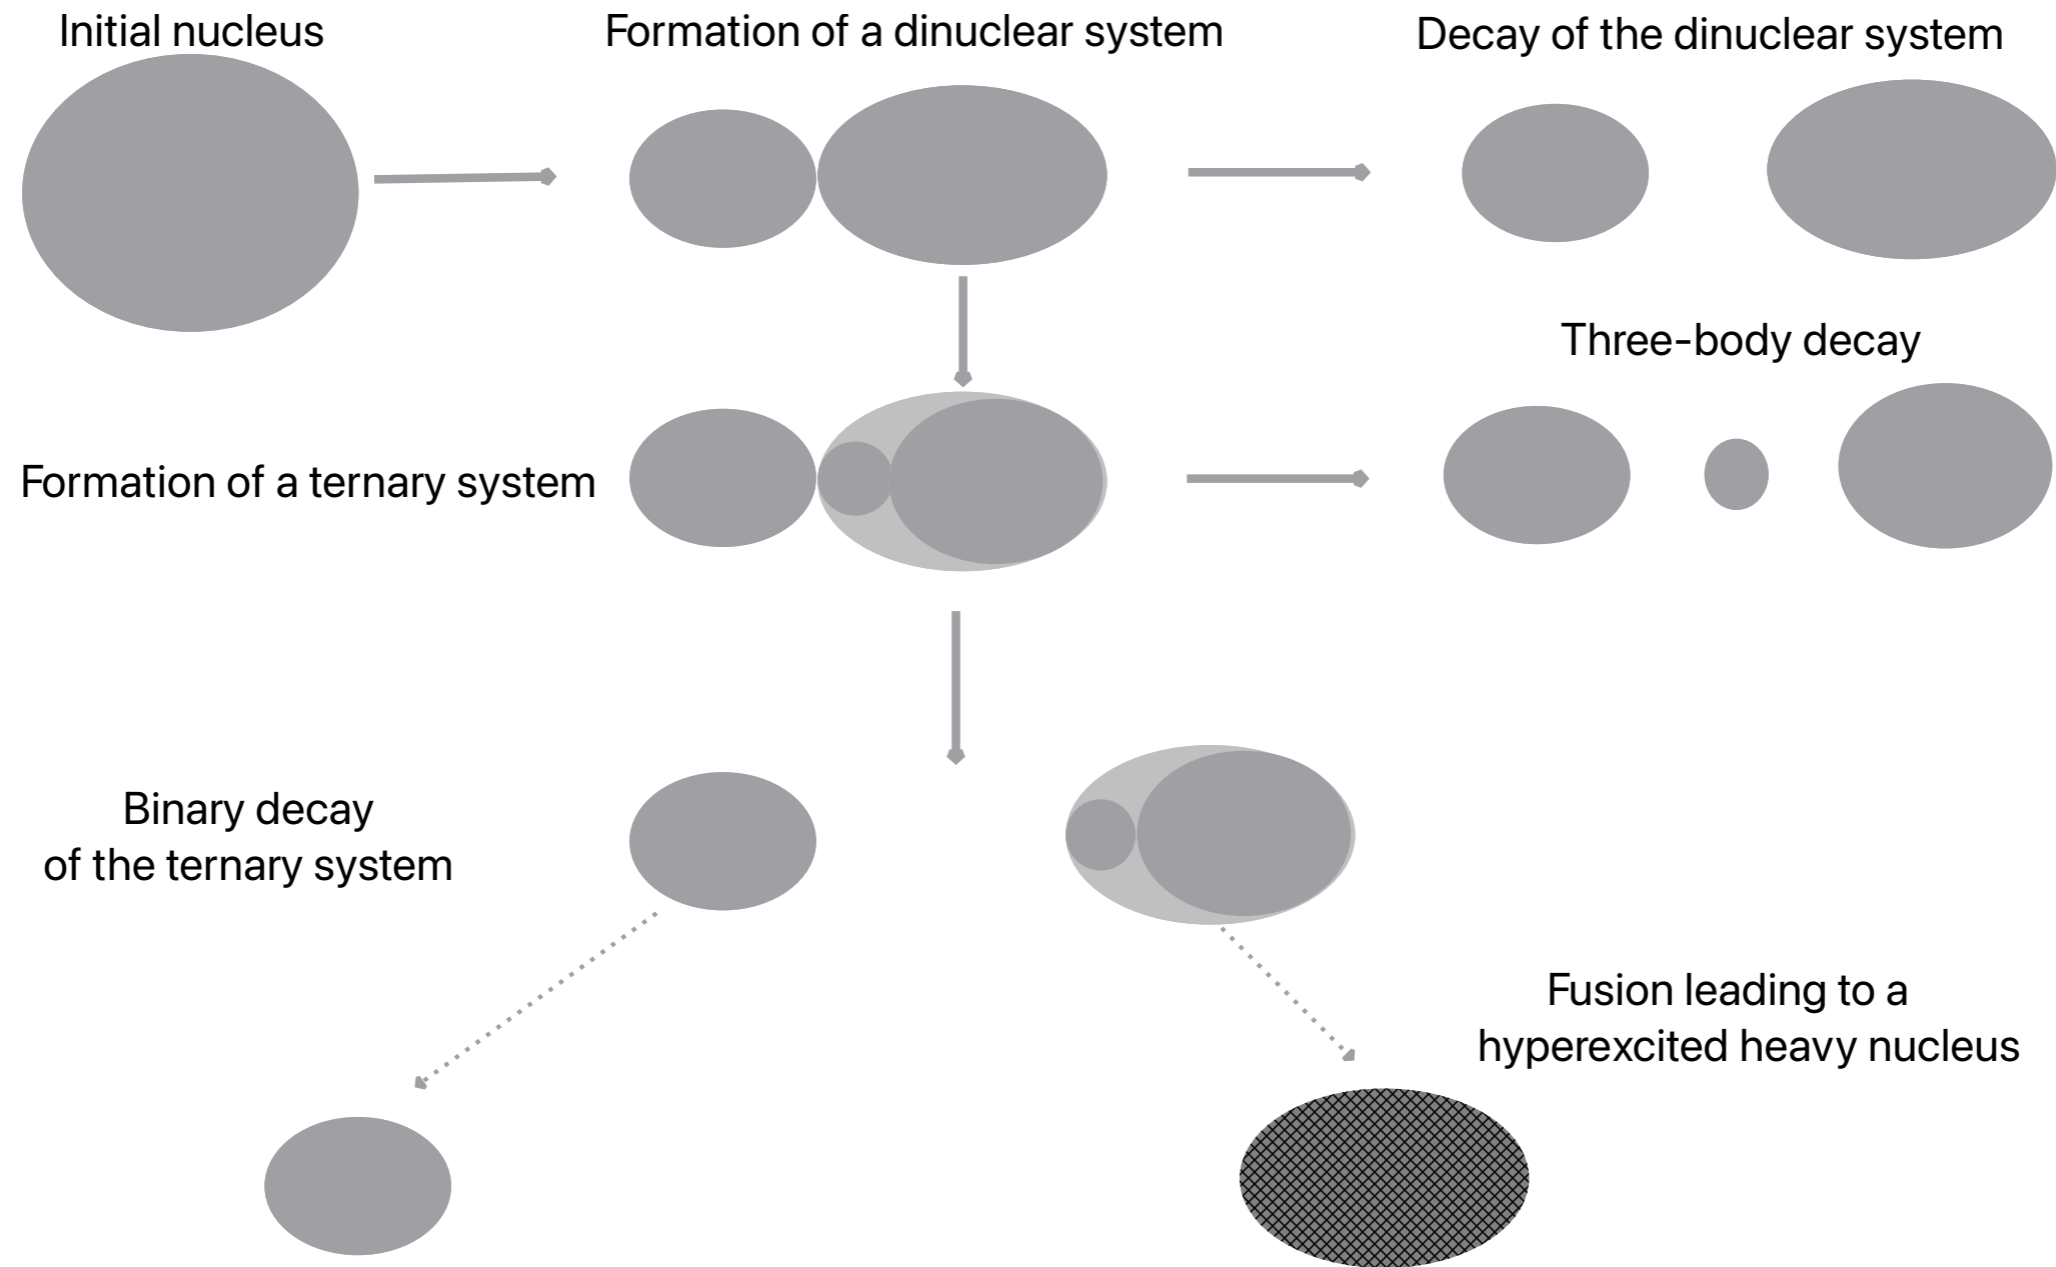 Initial nucleus
Formation of a dinuclear system
Decay of the dinuclear system
Three-body decay
Formation of a ternary system
Binary decay
of the ternary system
Fusion leading to a
hyperexcited heavy nucleus